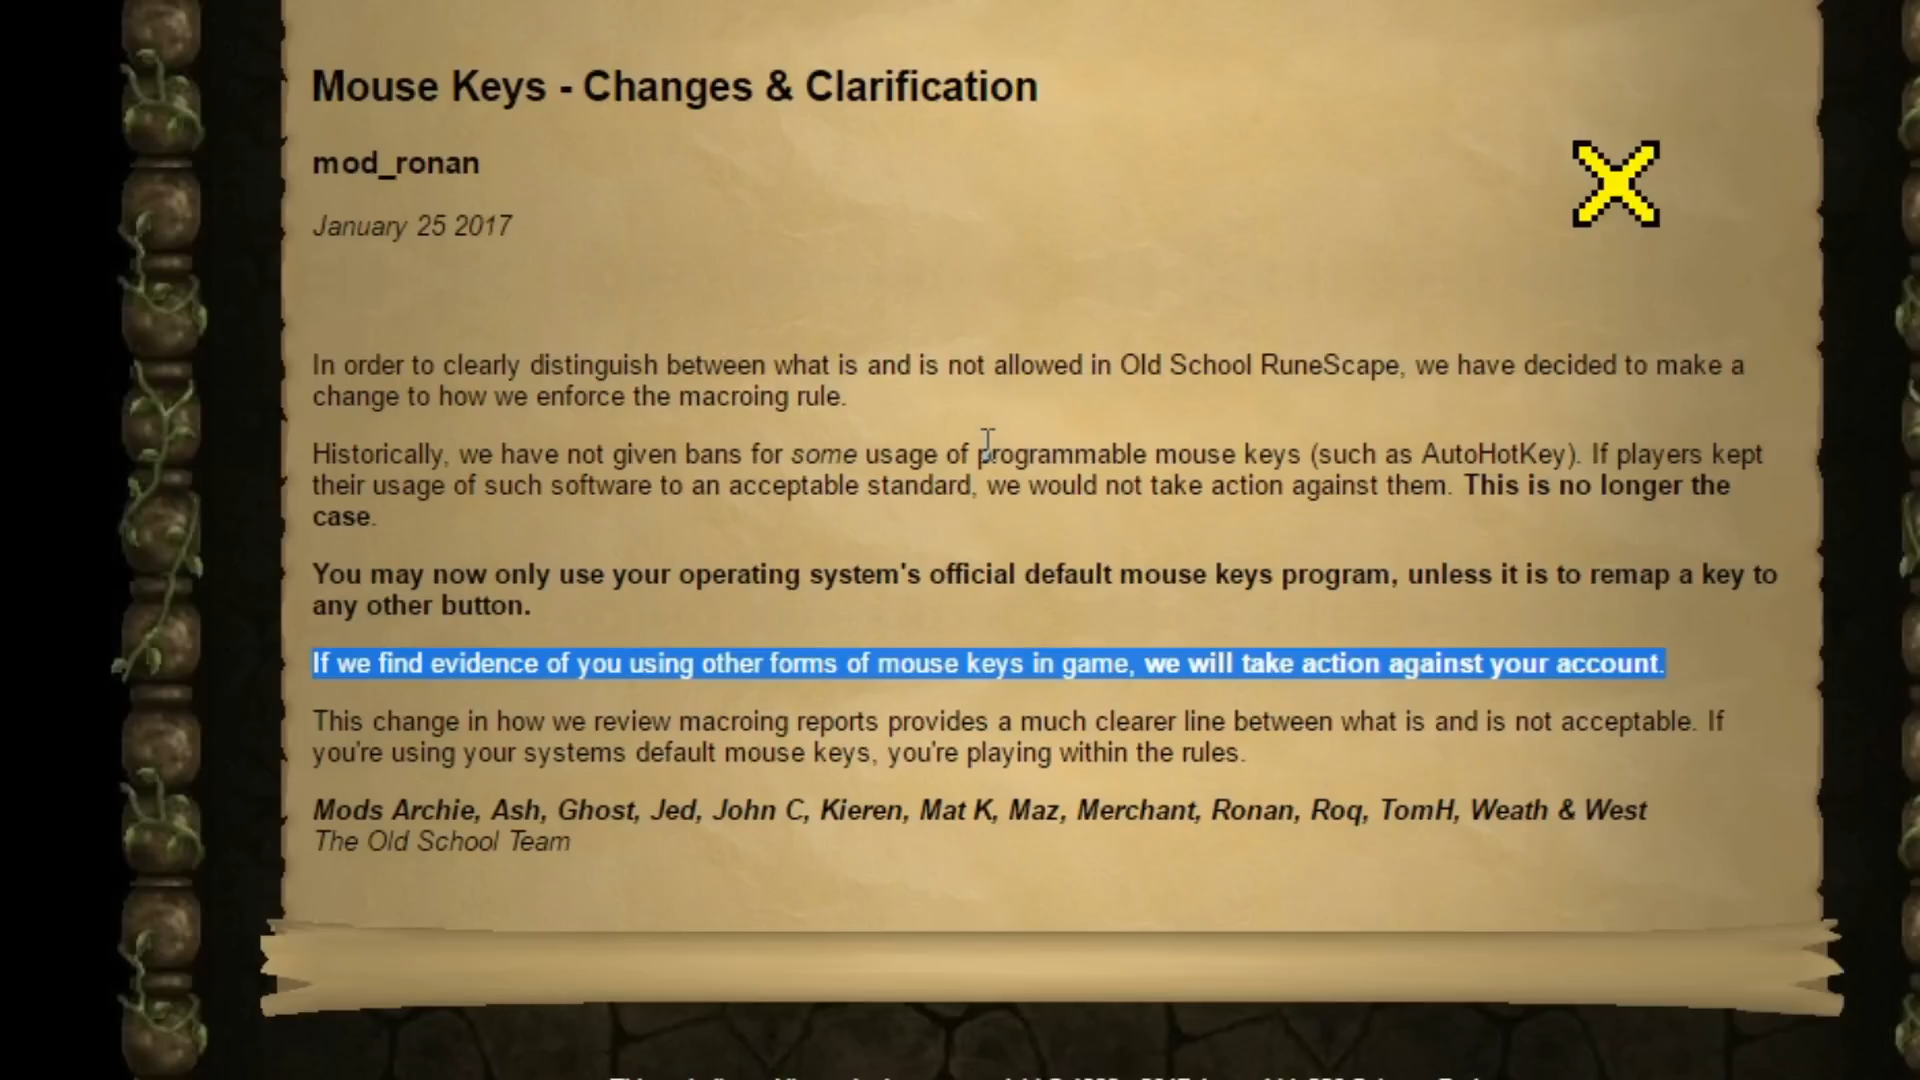 Mouse Keys - Changes & Clarification
mod_ronan
January 25 2017
In order to clearly distinguish between what is and is not allowed in Old School RuneScape, we have decided to make a
change to how we enforce the macroing rule.
Historically, we have not given bans for some usage of programmable mouse keys (such as AutoHotKey). If players kept
their usage of such software to an acceptable standard, we would not take action against them. This is no longer the
case.
You may now only use your operating system's official default mouse keys program, unless it is to remap a key to
any other button.
If we find evidence of you using other forms of mouse keys in game, we will take action against your account.
This change in how we review macroing reports provides a much clearer line between what is and is not acceptable. If
you're using your systems default mouse keys, you're playing within the rules.
Mods Archie, Ash, Ghost, Jed, John C, Kieren, Mat K, Maz, Merchant, Ronan, Roq, TomH, Weath & West
The Old School Team